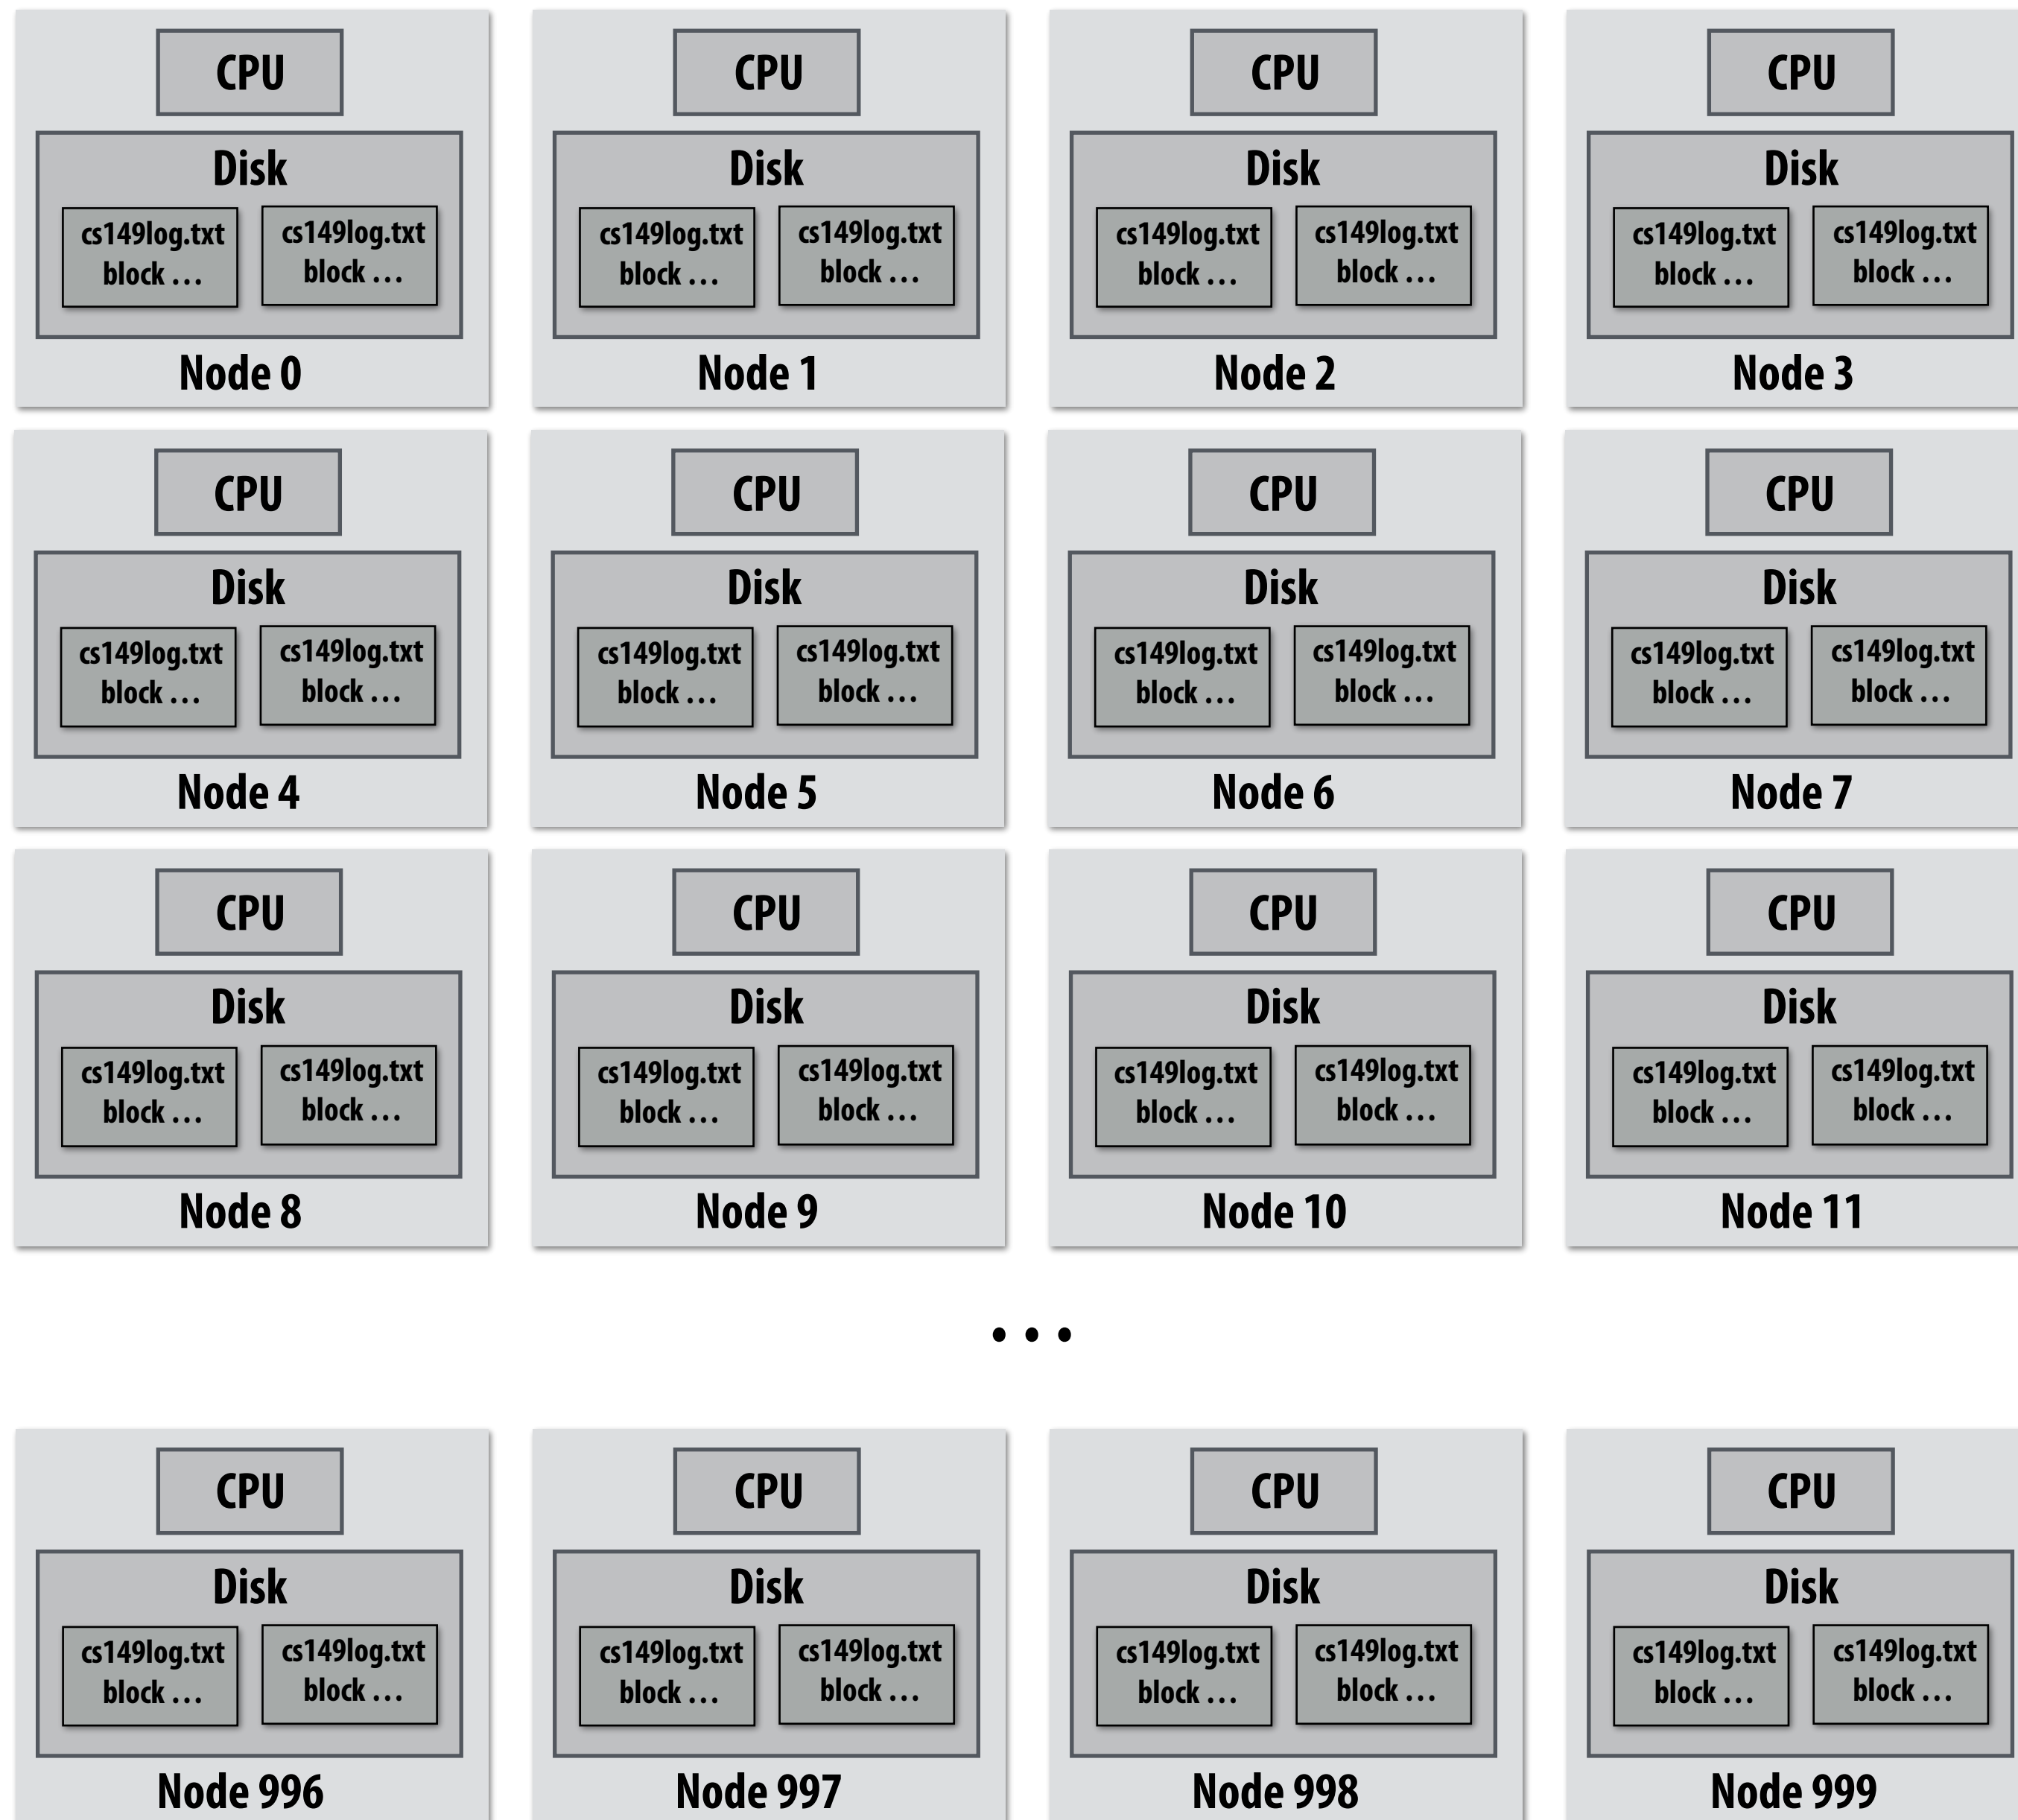 CPU
Disk
cs149log.txt
block ...
cs149log.txt
block ...
Node 0
CPU
Disk
cs149log.txt
block ...
cs149log.txt
block ...
Node 1
CPU
Disk
cs149log.txt
block ...
cs149log.txt
block ...
Node 2
CPU
Disk
cs149log.txt
block ...
cs149log.txt
block ...
Node 3
CPU
Disk
cs149log.txt
block ...
cs149log.txt
block ...
Node 4
CPU
Disk
cs149log.txt
block ...
cs149log.txt
block ...
Node 5
CPU
Disk
cs149log.txt
block ...
cs149log.txt
block ...
Node 6
CPU
Disk
cs149log.txt
block ...
cs149log.txt
block ...
Node 7
CPU
Disk
cs149log.txt
block ...
cs149log.txt
block ...
Node 8
CPU
Disk
cs149log.txt
block ...
cs149log.txt
block ...
Node 9
CPU
Disk
cs149log.txt
block ...
cs149log.txt
block ...
Node 10
CPU
Disk
cs149log.txt
block ...
cs149log.txt
block ...
Node 11
...
CPU
Disk
cs149log.txt
block ...
cs149log.txt
block ...
Node 996
CPU
Disk
cs149log.txt
block ...
cs149log.txt
block ...
Node 997
CPU
Disk
cs149log.txt
block ...
cs149log.txt
block ...
Node 998
CPU
Disk
cs149log.txt
block ...
cs149log.txt
block ...
Node 999